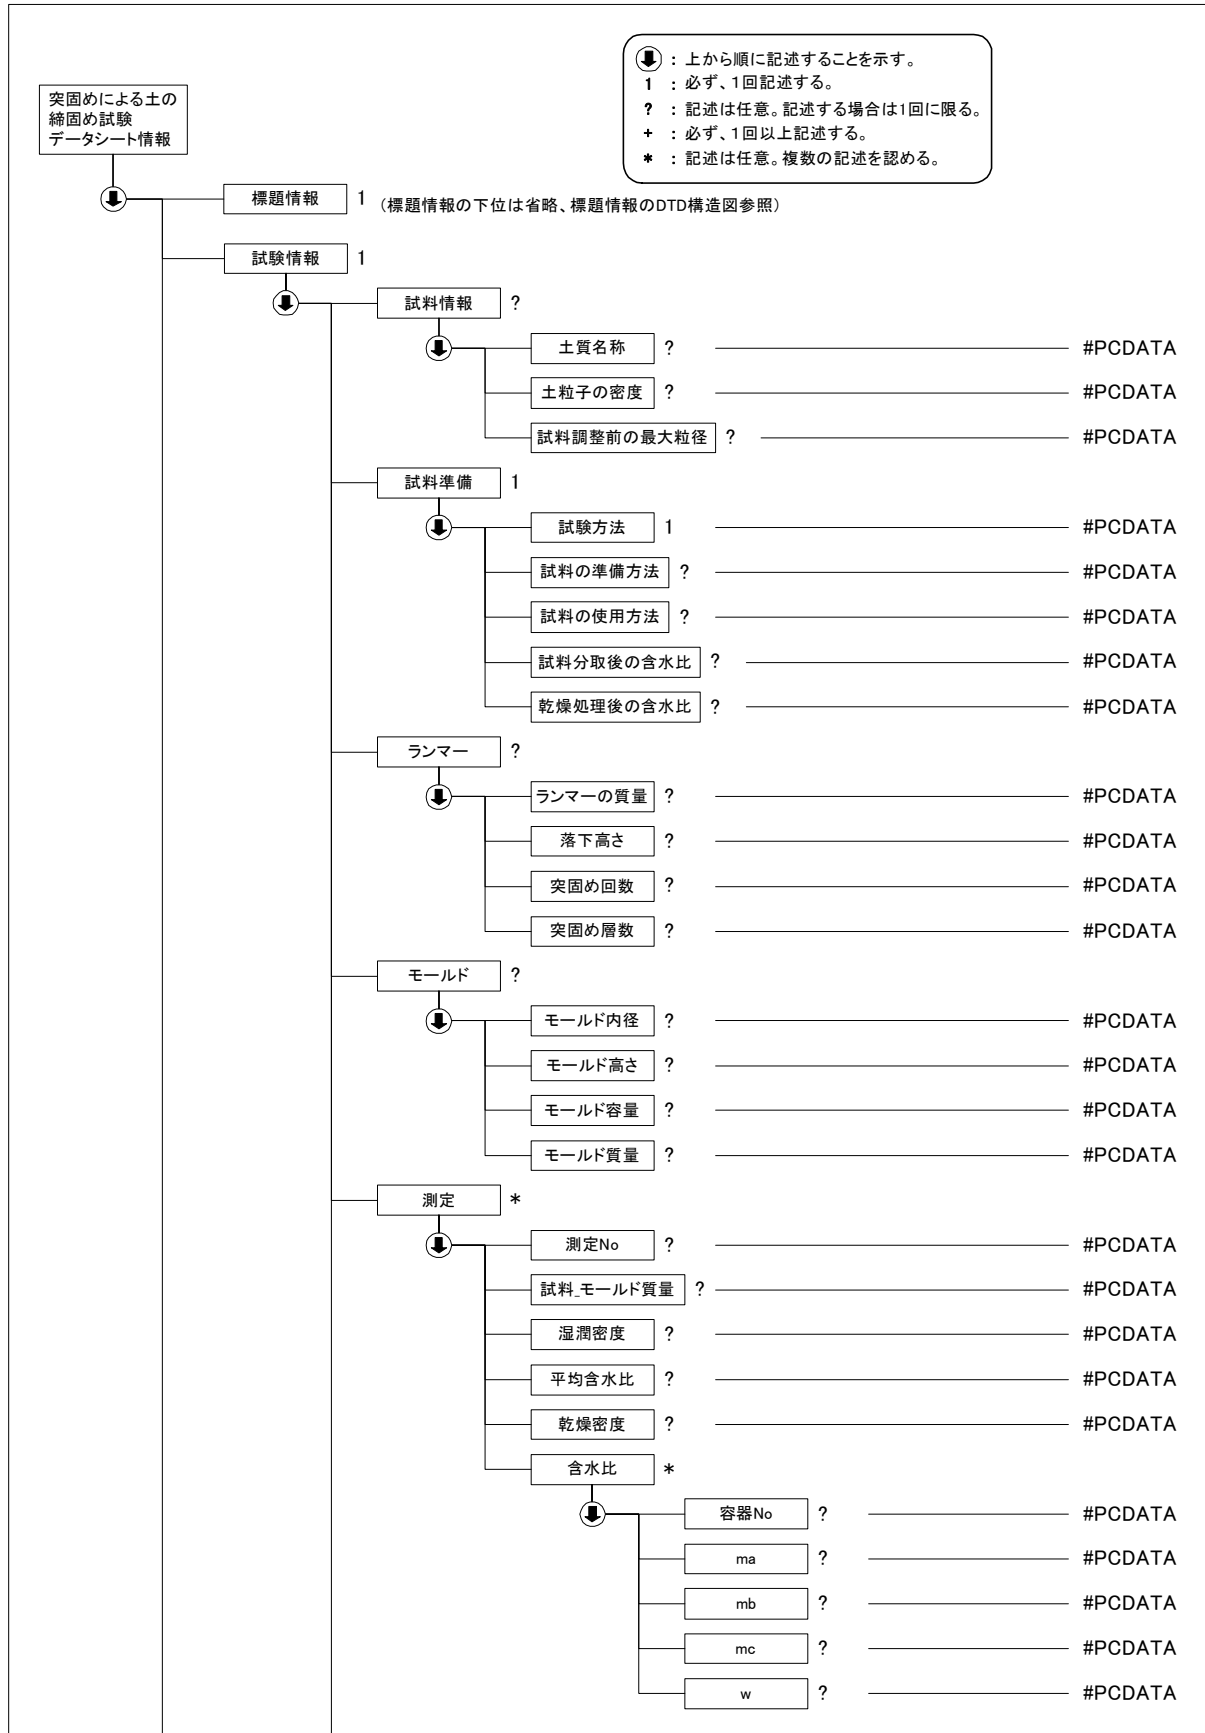 ： 上から順に記述することを示す。
1 ： 必ず、1回記述する。
? ： 記述は任意。記述する場合は1回に限る。
+ ： 必ず、1回以上記述する。
* ： 記述は任意。複数の記述を認める。
突固めによる土の
締固め試験
データシート情報
標題情報 1 （標題情報の下位は省略、標題情報のDTD構造図参照）
試験情報 1
試料情報 ?
土質名称 ? #PCDATA
土粒子の密度 ? #PCDATA
試料調整前の最大粒径 ? #PCDATA
試料準備 1
試験方法 1 #PCDATA
試料の準備方法 ? #PCDATA
試料の使用方法 ? #PCDATA
試料分取後の含水比 ? #PCDATA
乾燥処理後の含水比 ? #PCDATA
ランマー ?
ランマーの質量 ? #PCDATA
落下高さ ? #PCDATA
突固め回数 ? #PCDATA
突固め層数 ? #PCDATA
モールド ?
モールド内径 ? #PCDATA
モールド高さ ? #PCDATA
モールド容量 ? #PCDATA
モールド質量 ? #PCDATA
測定 *
測定No ? #PCDATA
試料_モールド質量 ? #PCDATA
湿潤密度 ? #PCDATA
平均含水比 ? #PCDATA
乾燥密度 ? #PCDATA
含水比 *
容器No ? #PCDATA
ma ? #PCDATA
mb ? #PCDATA
mc ? #PCDATA
w ? #PCDATA